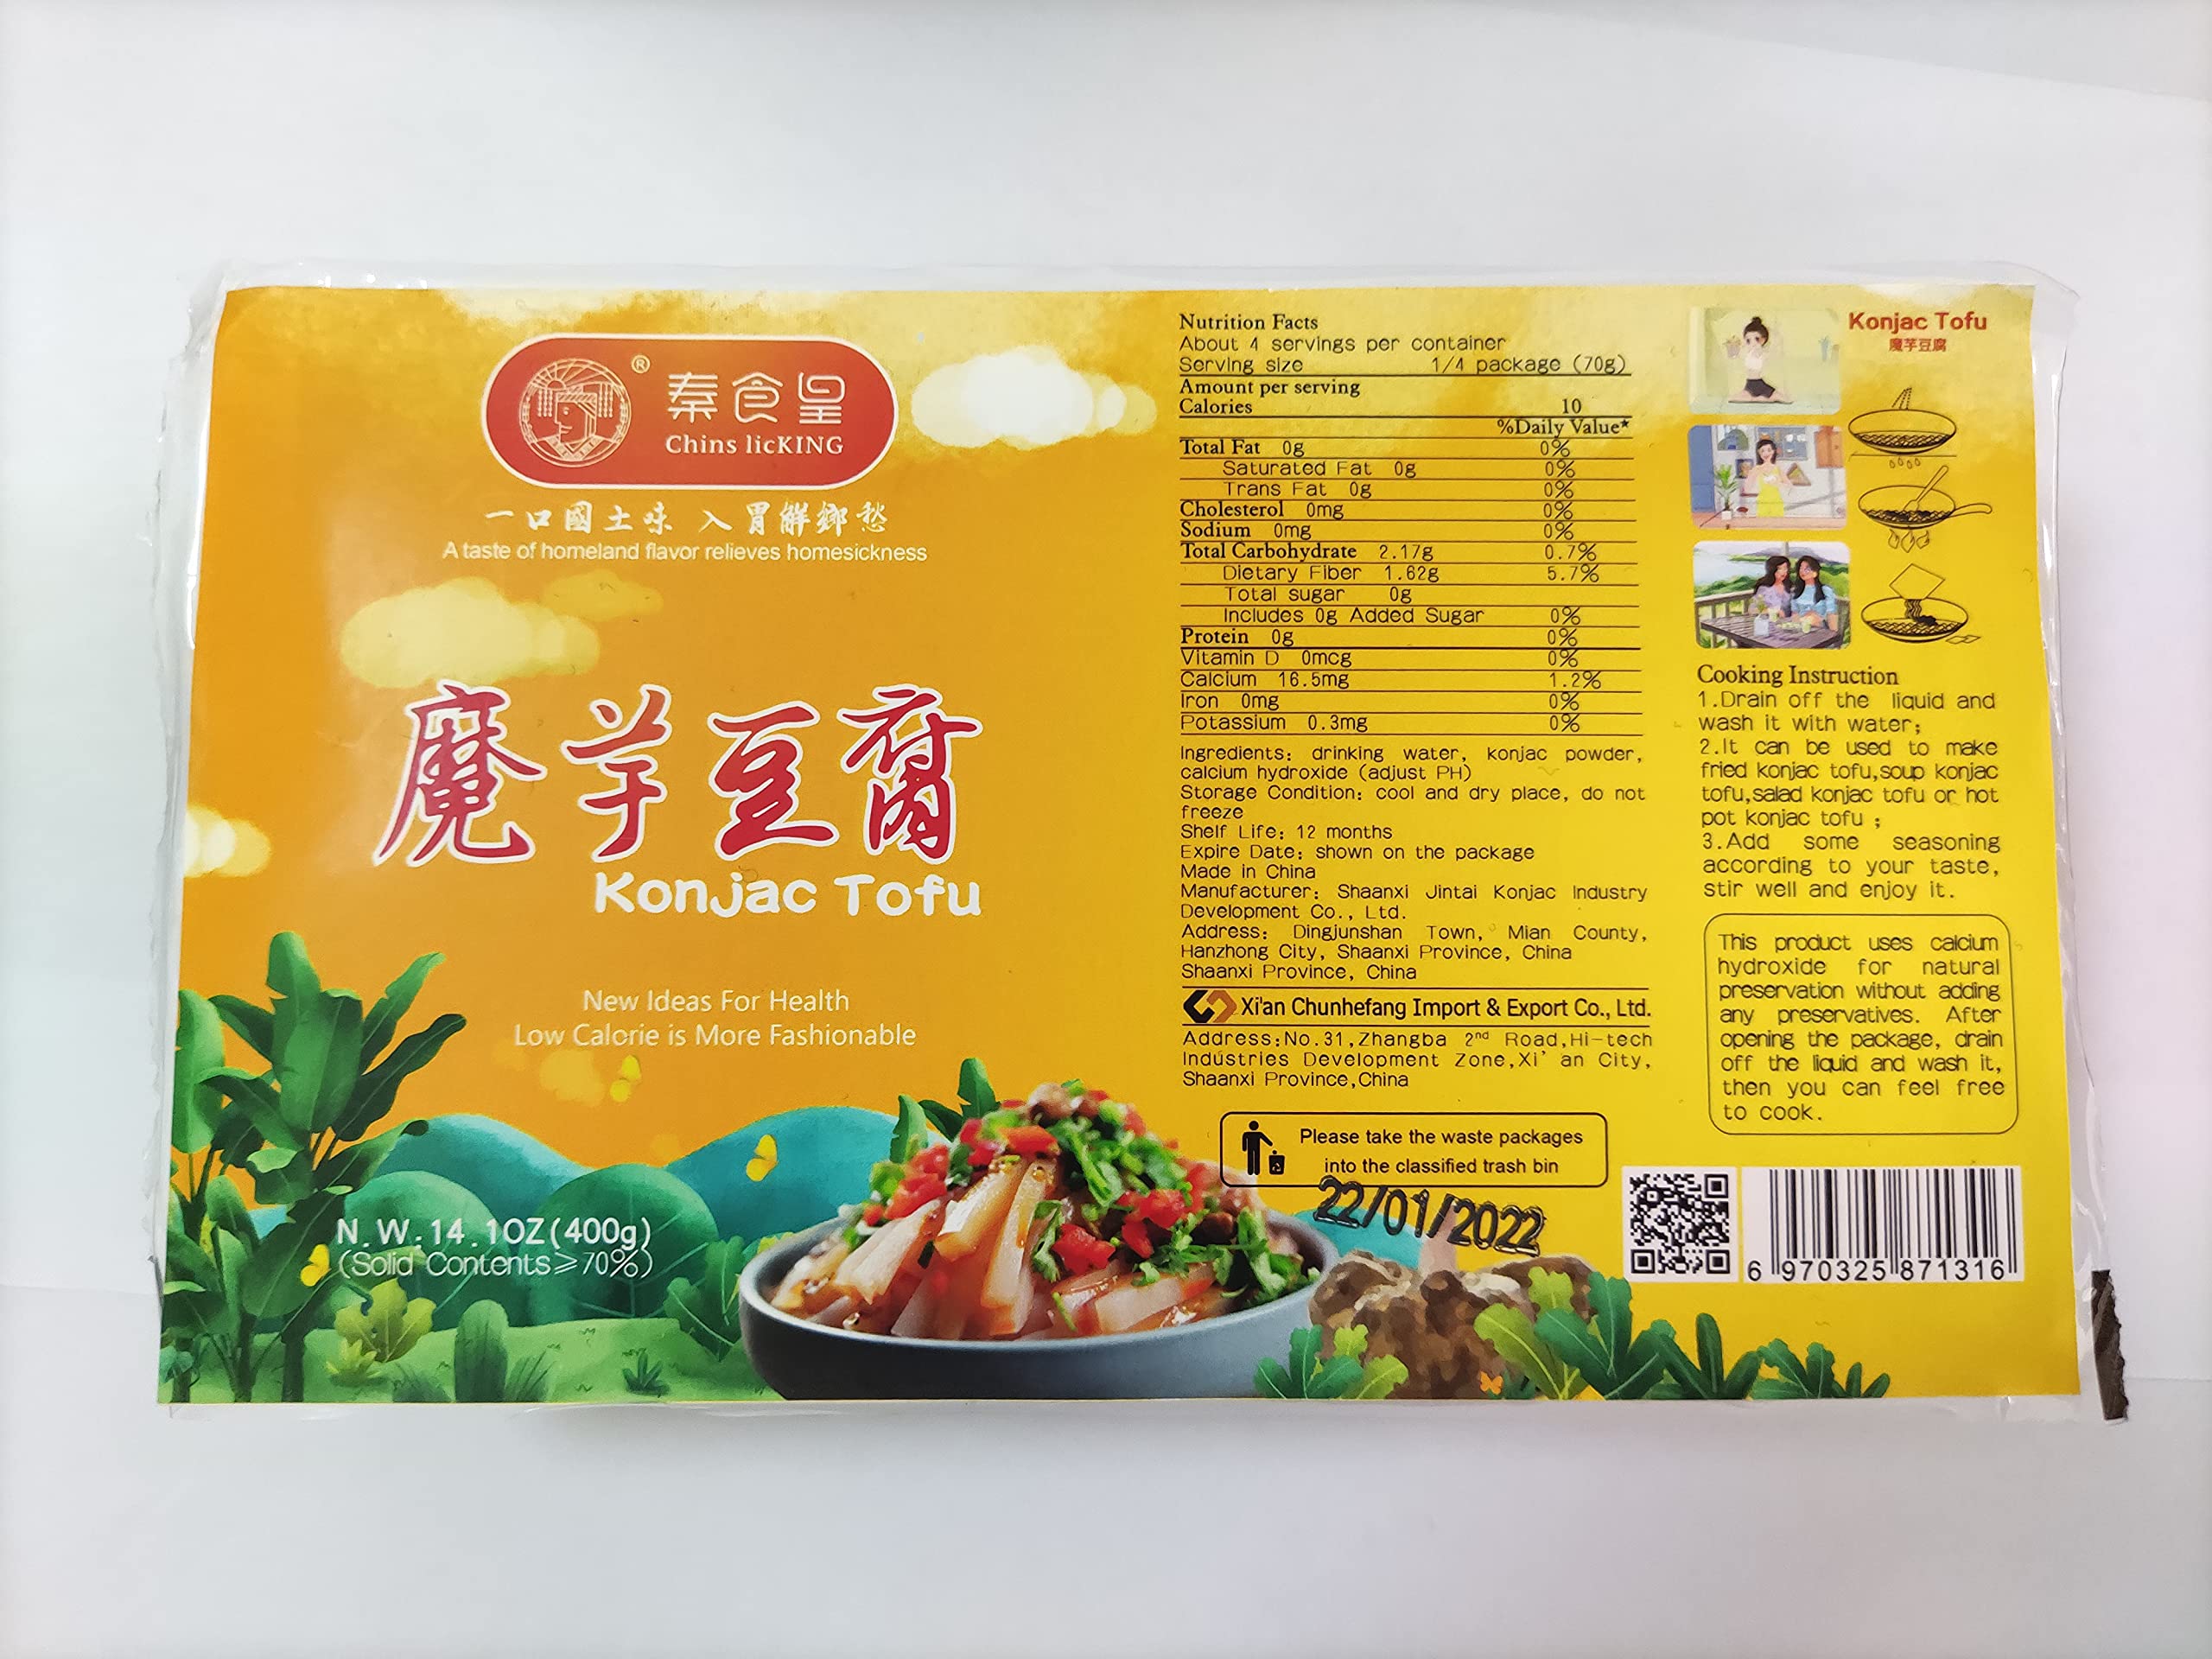 秦食皇
®
Chins licKING
一口國土味 入胃解鄉愁
A taste of homeland flavor relieves homesickness
魔芋豆腐
Konjac Tofu
New Ideas For Health
Low Calorie is More Fashionable
N.W.:14.1OZ(400g)
(Solid Contents≥70%)
Nutrition Facts
About 4 servings per container
Serving size 1/4 package (70g)
Amount per serving
Calories 10
%Daily Value*
Total Fat 0g 0%
Saturated Fat 0g 0%
Trans Fat 0g 0%
Cholesterol 0mg 0%
Sodium 0mg 0%
Total Carbohydrate 2.17g 0.7%
Dietary Fiber 1.62g 5.7%
Total sugar 0g
Includes 0g Added Sugar 0%
Protein 0g 0%
Vitamin D 0mcg 0%
Calcium 16.5mg 1.2%
Iron 0mg 0%
Potassium 0.3mg 0%
Ingredients: drinking water, konjac powder,
calcium hydroxide (adjust PH)
Storage Condition: cool and dry place, do not
freeze
Shelf Life: 12 months
Expire Date: shown on the package
Made in China
Manufacturer: Shaanxi Jintai Konjac Industry
Development Co., Ltd.
Address: Dingjunshan Town, Mian County,
Hanzhong City, Shaanxi Province, China
Shaanxi Province, China
Xi'an Chunhefang Import & Export Co., Ltd.
Address:No.31,Zhangba 2nd Road,Hi-tech
Industries Development Zone,Xi' an City,
Shaanxi Province,China
Please take the waste packages
into the classified trash bin
22/01/2022
Konjac Tofu
魔芋豆腐
Cooking Instruction
1.Drain off the liquid and
wash it with water;
2.It can be used to make
fried konjac tofu,soup konjac
tofu,salad konjac tofu or hot
pot konjac tofu ;
3.Add some seasoning
according to your taste,
stir well and enjoy it.
This product uses calcium
hydroxide for natural
preservation without adding
any preservatives. After
opening the package, drain
off the liquid and wash it,
then you can feel free
to cook.
6 970325 871316